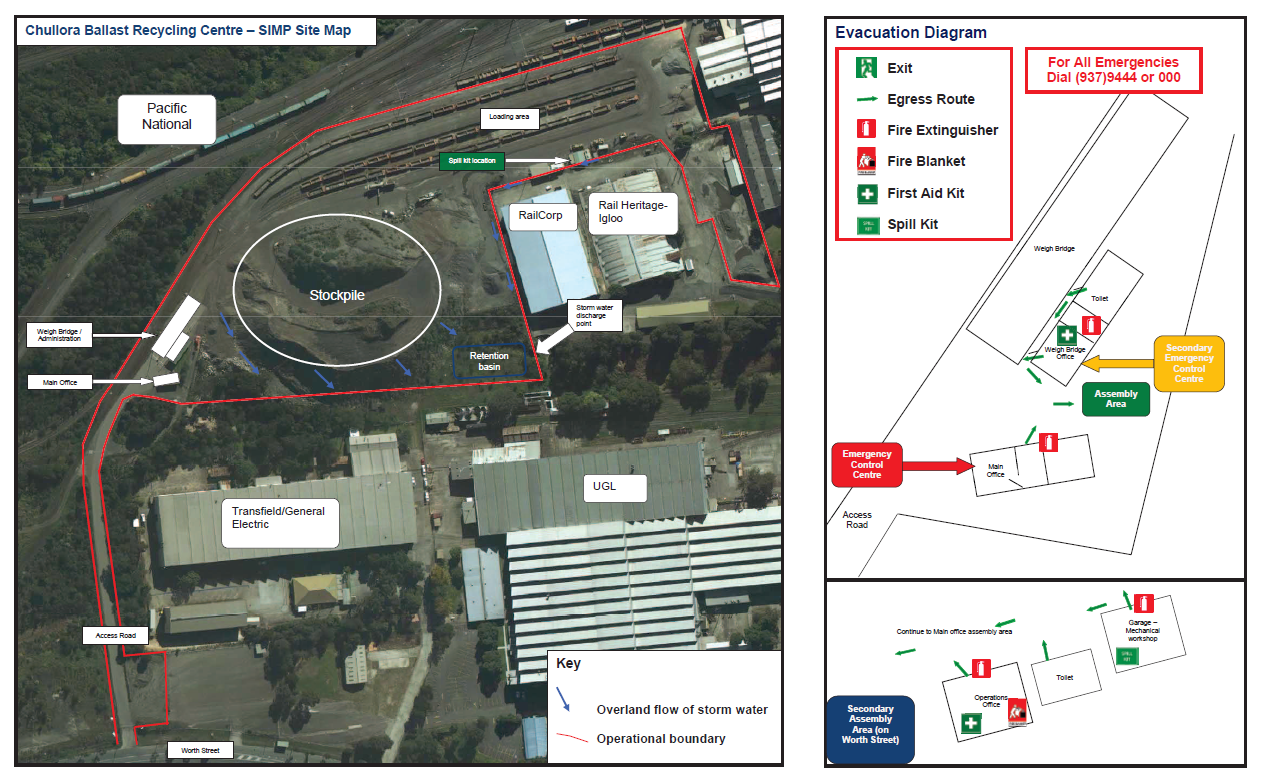 Chullora Ballast Recycling Centre – SIMP Site Map
Pacific
National
Loading area
Spill kit location
RailCorp
Rail Heritage-
Igloo
Stockpile
Storm water
discharge
point
Weigh Bridge /
Administration
Retention
basin
Main Office
UGL
Transfield/General
Electric
Access Road
Worth Street
Key
Overland flow of storm water
Operational boundary
Evacuation Diagram
Exit
Egress Route
Fire Extinguisher
Fire Blanket
First Aid Kit
Spill Kit
For All Emergencies
Dial (937)9444 or 000
Weigh Bridge
Toilet
Weigh Bridge
Office
Secondary
Emergency
Control
Centre
Assembly
Area
Emergency
Control
Centre
Main
Office
Access
Road
Continue to Main office assembly area
Garage –
Mechanical
workshop
SPILL
KIT
Toilet
Operations
Office
Secondary
Assembly
Area (on
Worth Street)